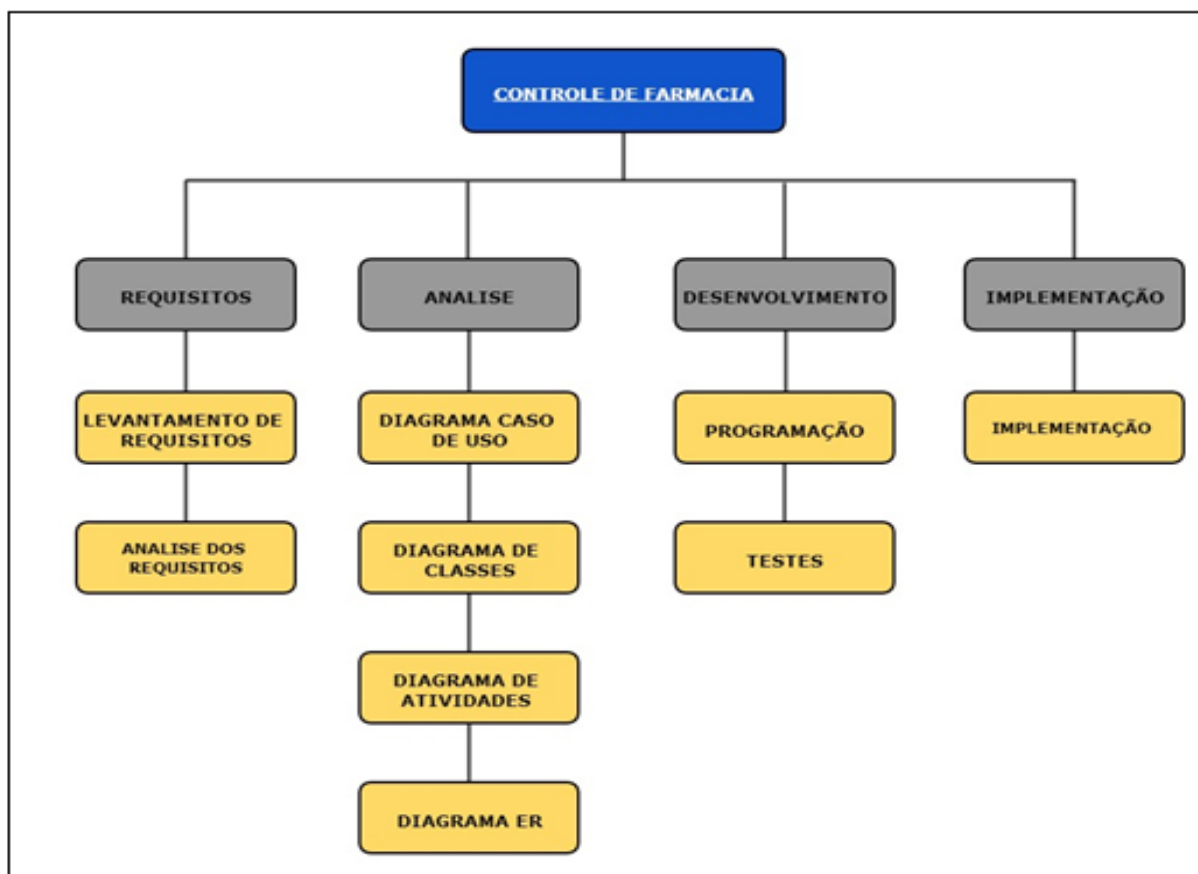 CONTROLE DE FARMACIA
REQUISITOS
ANALISE
DESENVOLVIMENTO
IMPLEMENTAÇÃO
LEVANTAMENTO DE
REQUISITOS
DIAGRAMA CASO
DE USO
PROGRAMAÇÃO
IMPLEMENTAÇÃO
ANALISE DOS
REQUISITOS
DIAGRAMA DE
CLASSES
TESTES
DIAGRAMA DE
ATIVIDADES
DIAGRAMA ER